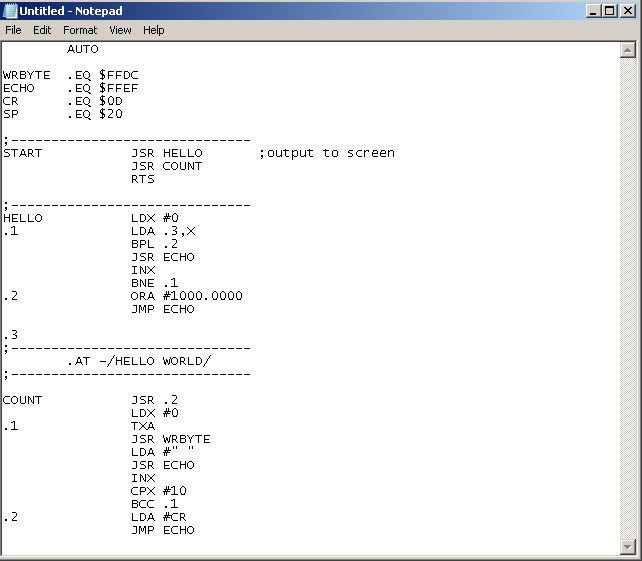 Untitled - Notepad
File Edit Format View Help
        AUTO
WRBYTE  .EQ $FFDC
ECHO    .EQ $FFEF
CR      .EQ $0D
SP      .EQ $20
;-----------------------------
START           JSR HELLO       ;output to screen
                JSR COUNT
                RTS
;-----------------------------
HELLO           LDX #0
.1              LDA .3,X
                BPL .2
                JSR ECHO
                INX
                BNE .1
.2              ORA #1000.0000
                JMP ECHO
.3
;-----------------------------
        .AT -/HELLO WORLD/
;-----------------------------
COUNT           JSR .2
                LDX #0
.1              TXA
                JSR WRBYTE
                LDA #" "
                JSR ECHO
                INX
                CPX #10
                BCC .1
.2              LDA #CR
                JMP ECHO